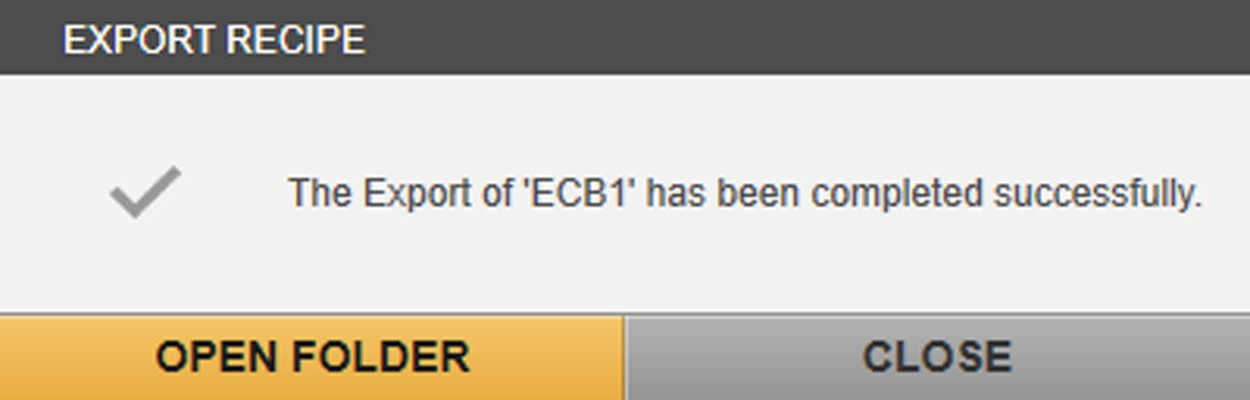 EXPORT RECIPE
The Export of 'ECB1' has been completed successfully.
OPEN FOLDER
CLOSE